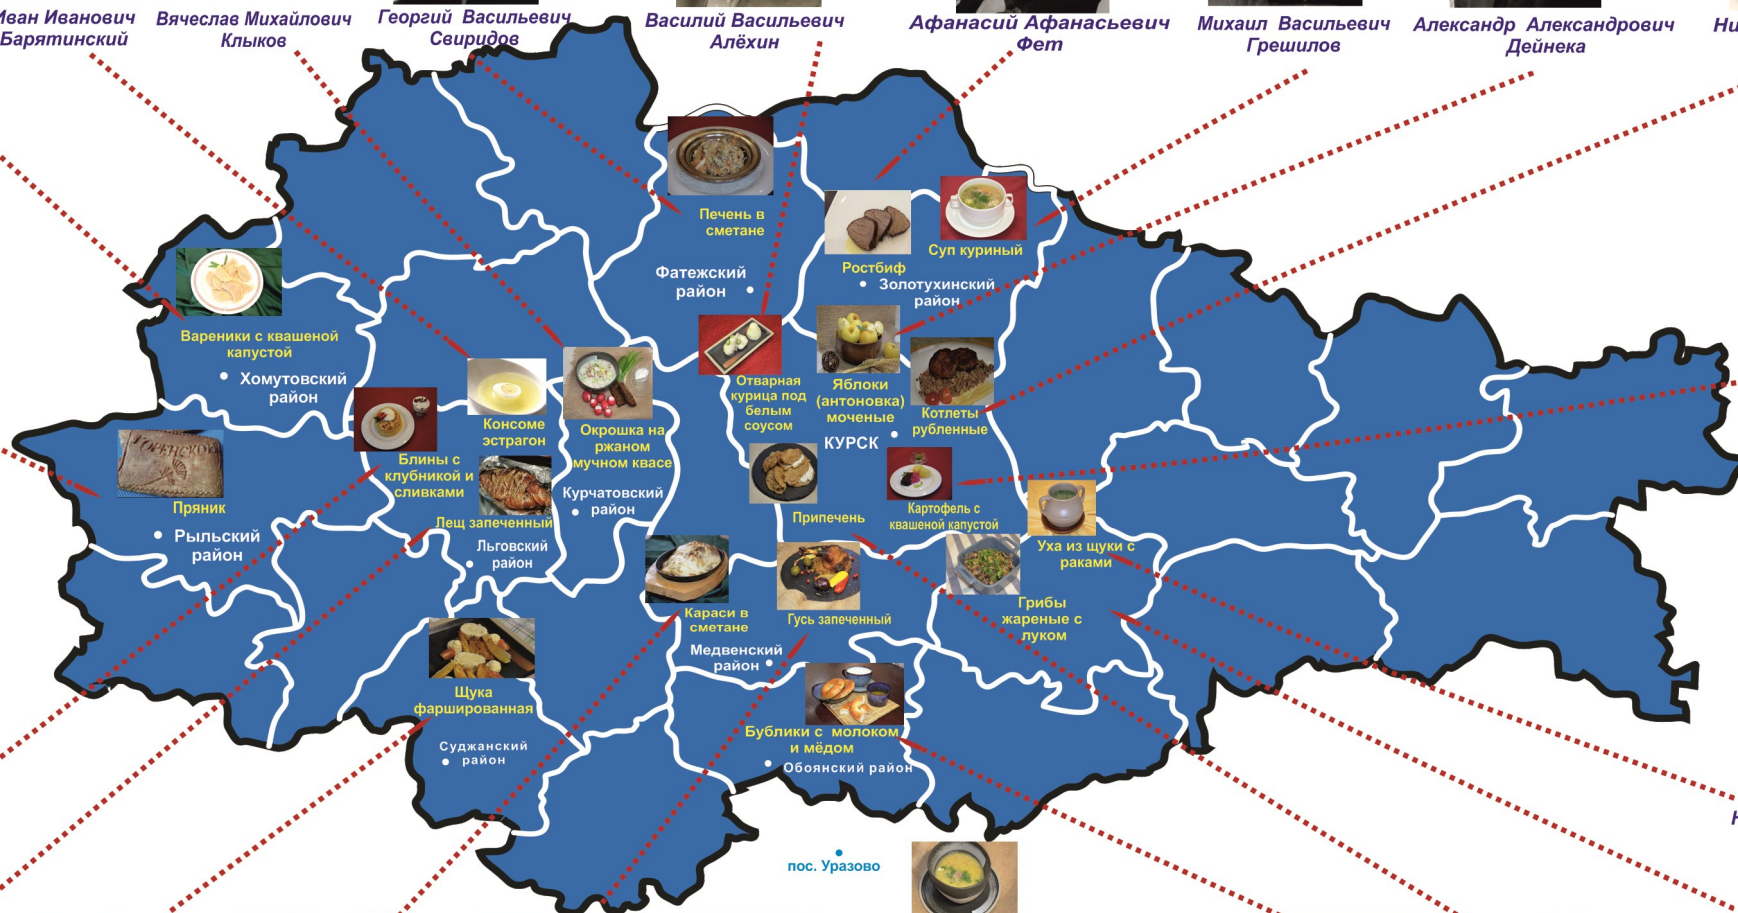 Иван Иванович
Барятинский
Вячеслав Михайлович
Клыков
Георгий Васильевич
Свиридов
Василий Васильевич
Алёхин
Афанасий Афанасьевич
Фет
Михаил Васильевич
Грешилов
Александр Александрович
Дейнека
Ни
Печень в
сметане
Фатежский
район
Ростбиф
Суп куриный
Золотухинский
район
Вареники с квашеной
капустой
Хомутовский
район
Консоме
эстрагон
Окрошка на
ржаном
мучном квасе
Отварная
курица под
белым
соусом
Яблоки
(антоновка)
моченые
Котлеты
рубленные
КУРСК
Блины с
клубникой и
сливками
Пряник
Рыльский
район
Лещ запеченный
Льговский
район
Курчатовский
район
Припечень
Картофель с
квашеной капустой
Уха из щуки с
раками
Грибы
жареные с
луком
Караси в
сметане
Гусь запеченный
Медвенский
район
Щука
фаршированная
Суджанский
район
Бублики с молоком
и мёдом
Обоянский район
пос. Уразово